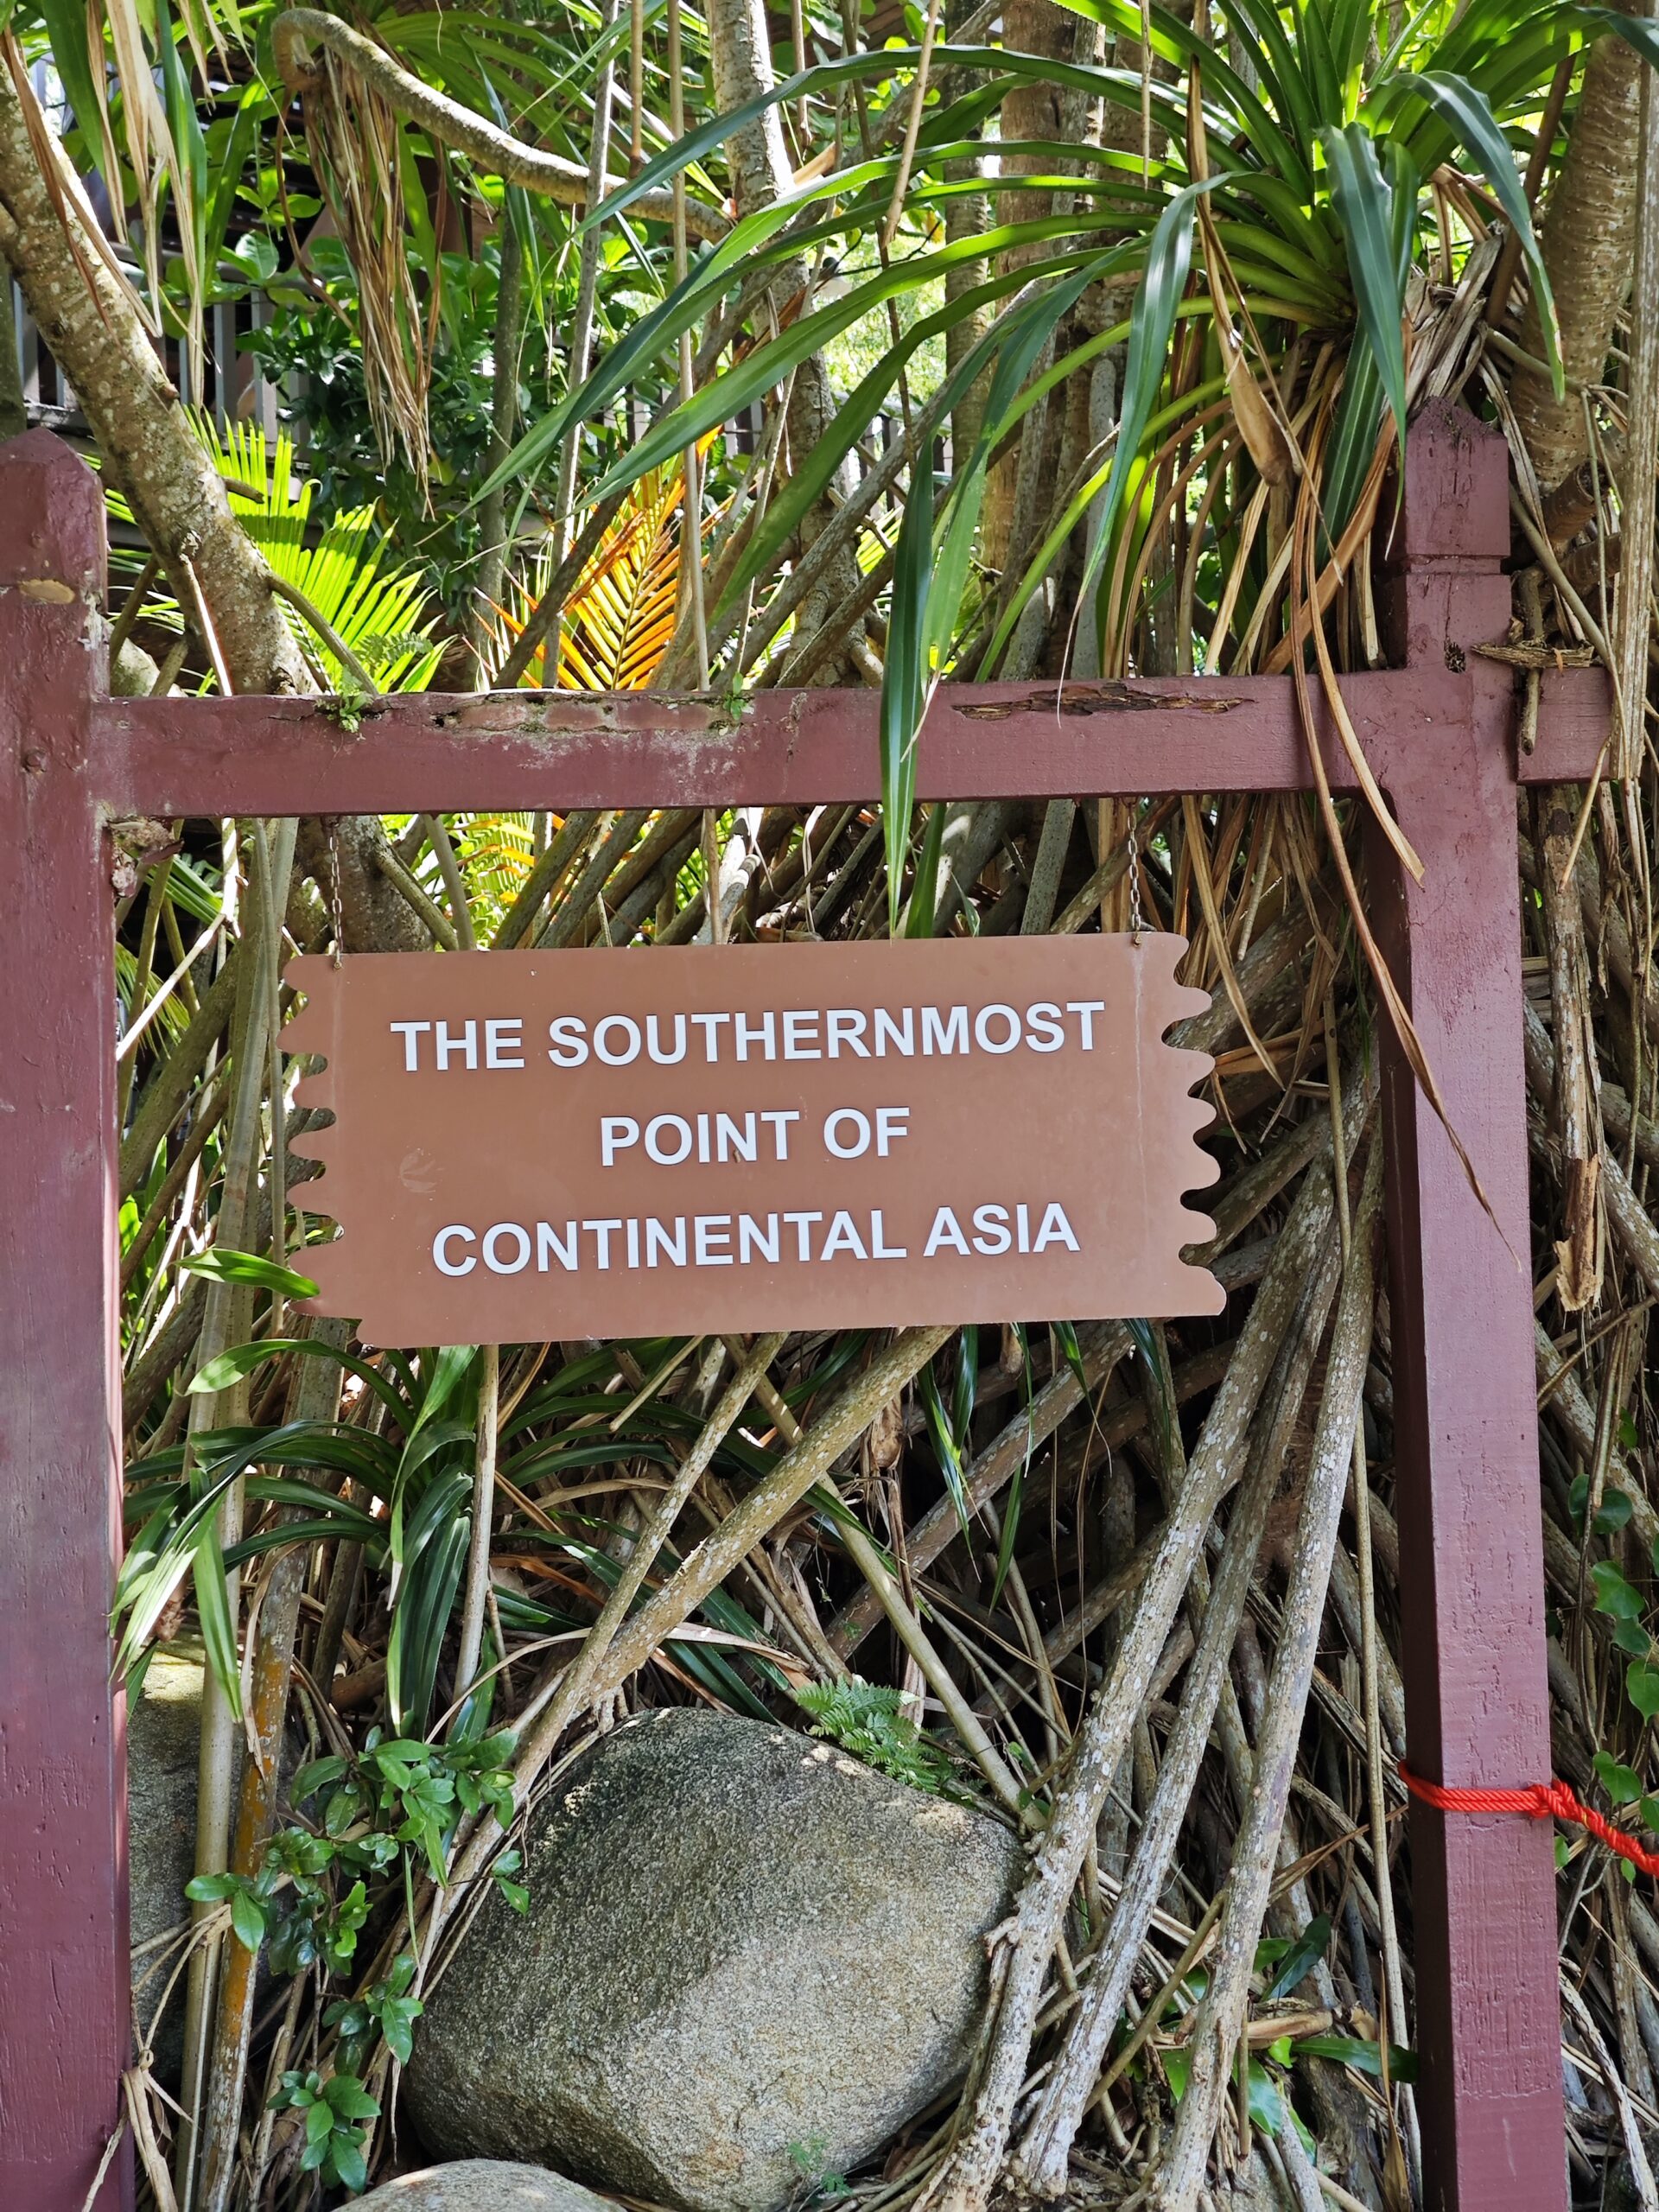 THE SOUTHERNMOST
POINT OF
CONTINENTAL ASIA